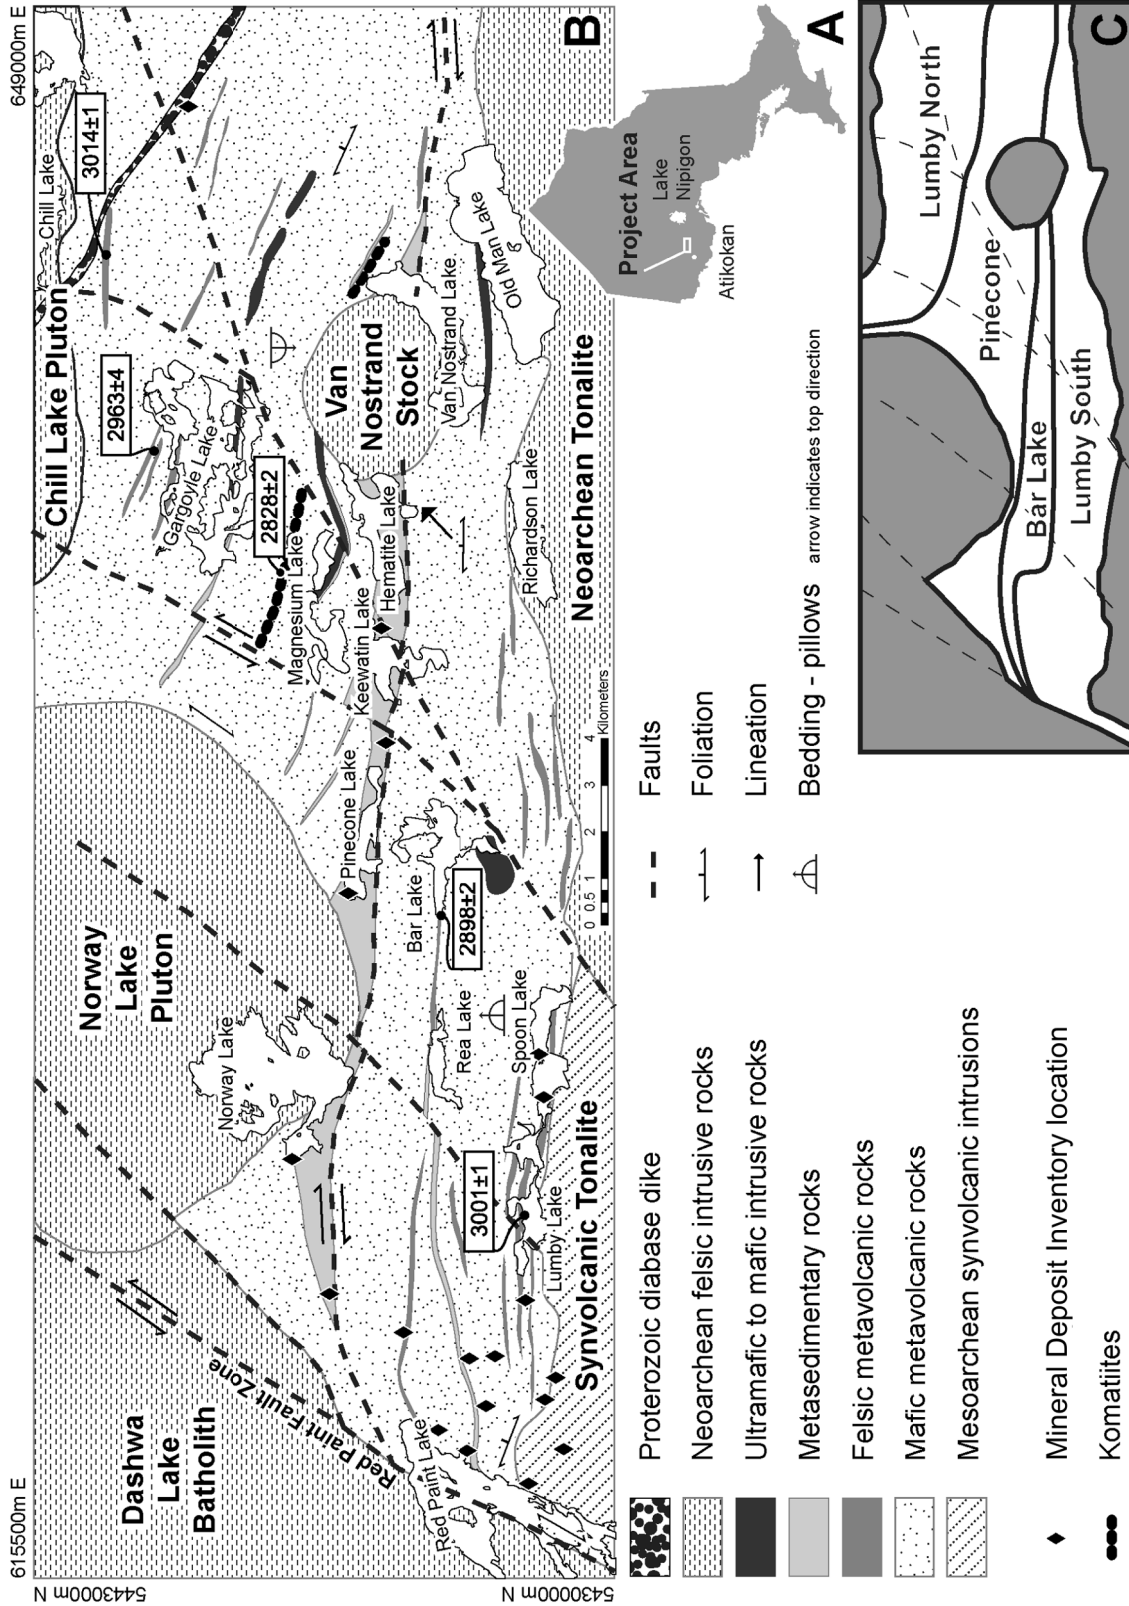 615500m E
649000m E
5443000m N
5430000m N
Dashwa
Lake
Batholith
Norway
Lake
Pluton
Chill Lake Pluton
Chill Lake
3014±1
2963±4
Gargoyle Lake
2828±2
Magnesium Lake
Norway Lake
Red Paint Fault Zone
Pinecone Lake
Keewatin Lake
Hematite Lake
Van
Nostrand
Stock
Van Nostrand Lake
Old Man Lake
Red Paint Lake
Bar Lake
2898±2
Rea Lake
Spoon Lake
3001±1
Lumby Lake
Richardson Lake
Synvolcanic Tonalite
Neoarchean Tonalite
0 0.5 1 2 3 4
Kilometers
B
Proterozoic diabase dike
Neoarchean felsic intrusive rocks
Ultramafic to mafic intrusive rocks
Metasedimentary rocks
Felsic metavolcanic rocks
Mafic metavolcanic rocks
Mesoarchean synvolcanic intrusions
Mineral Deposit Inventory location
Komatiites
Faults
Foliation
Lineation
Bedding - pillows arrow indicates top direction
Project Area
Lake
Nipigon
Atikokan
A
Lumby North
Pinecone
Bár Lake
Lumby South
C